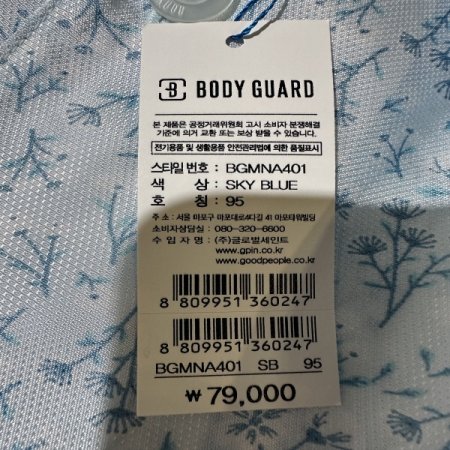 B BODY GUARD
본 제품은 공정거래위원회 고시 소비자 분쟁해결
기준에 의거 교환 또는 보상 받을 수 있습니다.
전기용품 및 생활용품 안전관리법에 의한 품질표시
스타일 번호 : BGMNA401
색 상 : SKY BLUE
호 칭 : 95
주 소 : 서울 마포구 마포대로4다길 41 마포타워빌딩
소비자상담실 : 080-320-6600
수 입 자 명 : (주)글로벌세인트
www.gpin.co.kr
www.goodpeople.co.kr
8 809951 360247
8 809951 360247
BGMNA401 SB 95
₩79,000